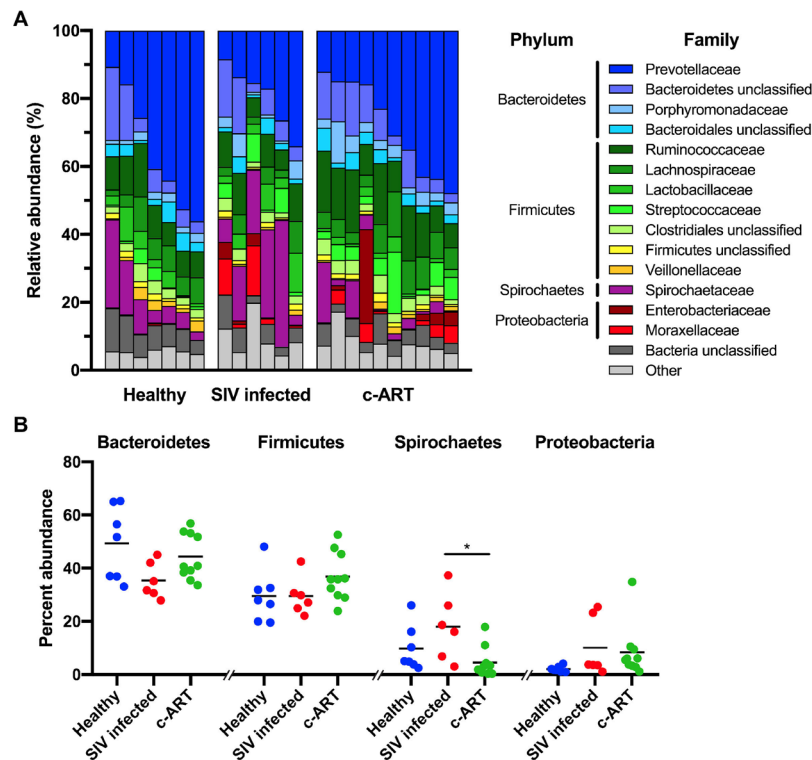 A
Relative abundance (%)
100
80
60
40
20
0
Healthy SIV infected c-ART
Phylum Family
Bacteroidetes
Prevotellaceae
Bacteroidetes unclassified
Porphyromonadaceae
Bacteroidales unclassified
Firmicutes
Ruminococcaceae
Lachnospiraceae
Lactobacillaceae
Streptococcaceae
Clostridiales unclassified
Firmicutes unclassified
Veillonellaceae
Spirochaetes
Spirochaetaceae
Proteobacteria
Enterobacteriaceae
Moraxellaceae
Bacteria unclassified
Other
B
Bacteroidetes Firmicutes Spirochaetes Proteobacteria
Percent abundance
80
60
40
20
0
*
Healthy SIV infected c-ART Healthy SIV infected c-ART Healthy SIV infected c-ART Healthy SIV infected c-ART